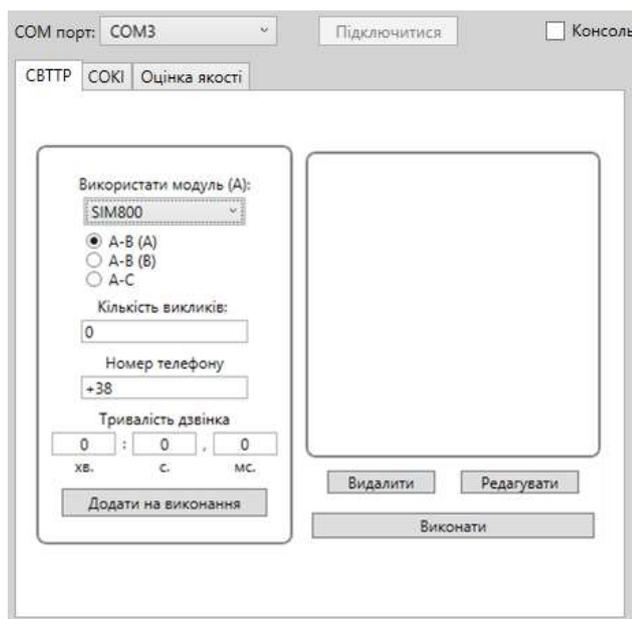 COM порт: COM3 Підключитися Консоль
СВТТР СОКІ Оцінка якості
Використати модуль (А):
SIM800
А-В (А)
А-В (В)
А-С
Кількість викликів:
0
Номер телефону
+38
Тривалість дзвінка
0 : 0 , 0
хв. с. мс.
Додати на виконання
Видалити Редагувати
Виконати